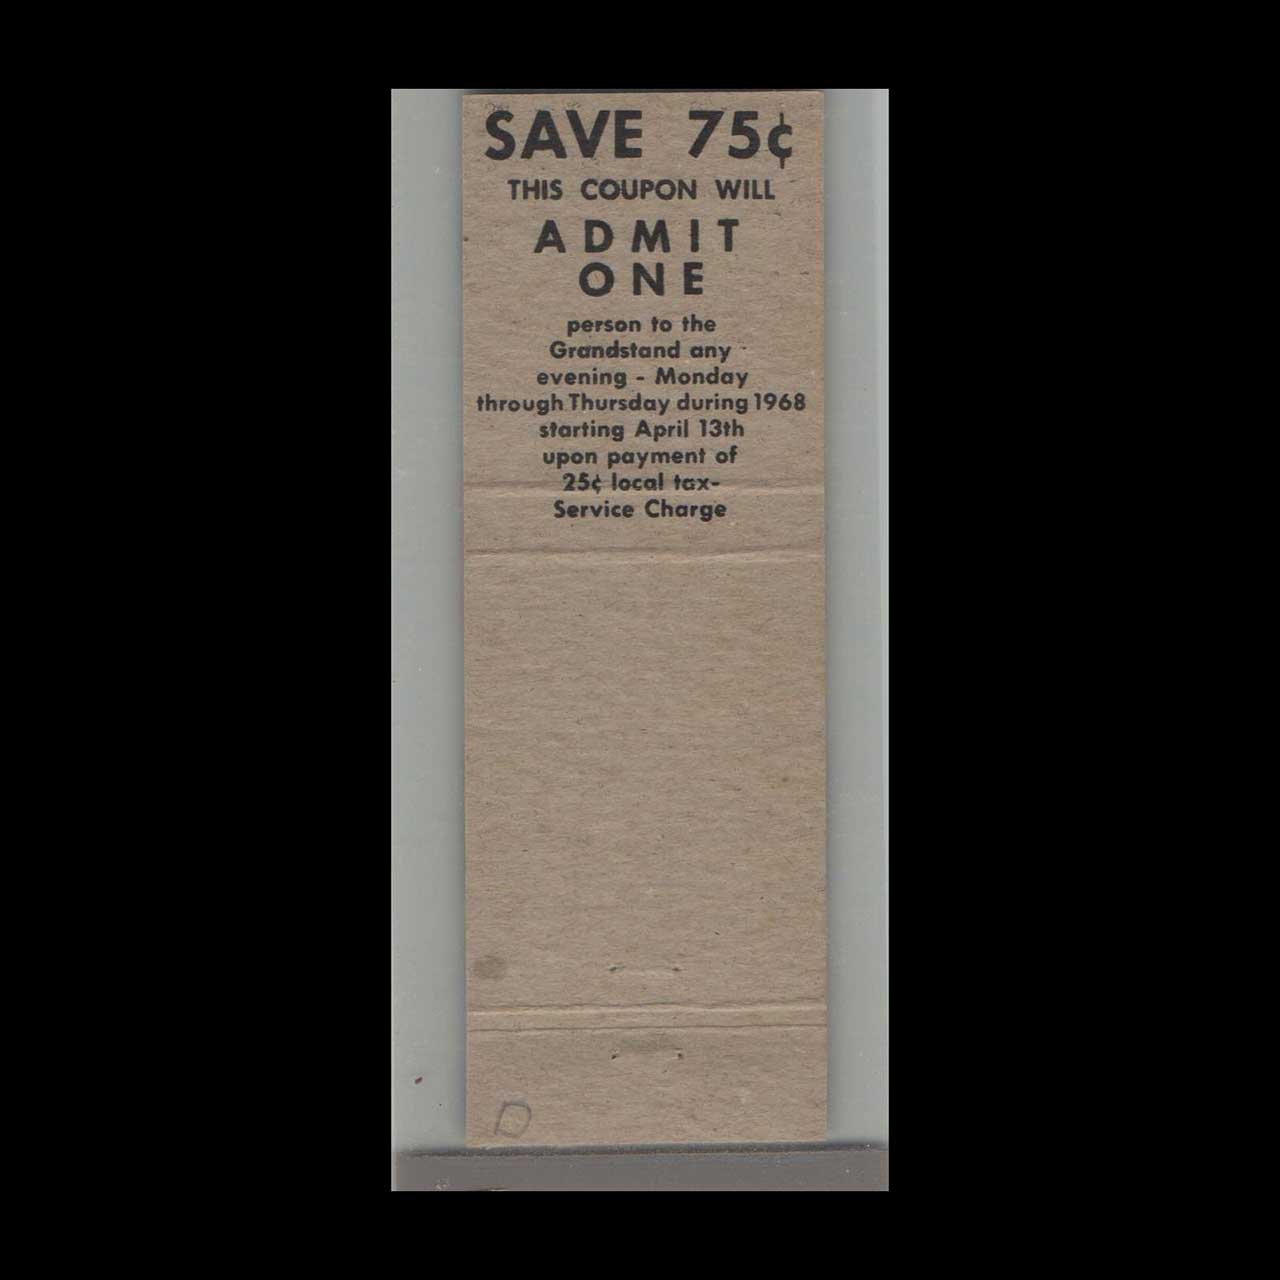 SAVE 75¢
THIS COUPON WILL
ADMIT
ONE
person to the
Grandstand any
evening - Monday
through Thursday during 1968
starting April 13th
upon payment of
25¢ local tax-
Service Charge
D